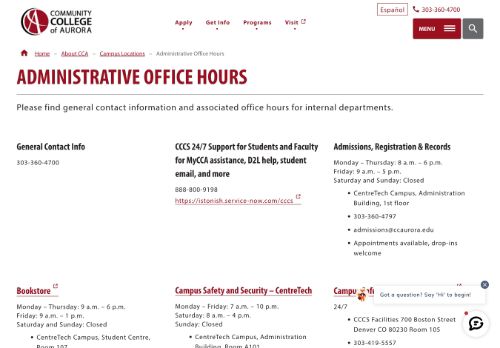 COMMUNITY
COLLEGE
of AURORA
Español
303-360-4700
Apply
Get Info
Programs
Visit
MENU
Home » About CCA » Campus Locations » Administrative Office Hours
ADMINISTRATIVE OFFICE HOURS
Please find general contact information and associated office hours for internal departments.
General Contact Info
303-360-4700
CCCS 24/7 Support for Students and Faculty
for MyCCA assistance, D2L help, student
email, and more
888-800-9198
https://istonish.service-now.com/cccs
Admissions, Registration & Records
Monday – Thursday: 8 a.m. – 6 p.m.
Friday: 9 a.m. – 5 p.m.
Saturday and Sunday: Closed
CentreTech Campus, Administration
Building, 1st floor
303-360-4797
admissions@ccaurora.edu
Appointments available, drop-ins
welcome
Bookstore
Monday – Thursday: 9 a.m. – 6 p.m.
Friday: 9 a.m. – 1 p.m.
Saturday and Sunday: Closed
CentreTech Campus, Student Centre,
Room 107
Campus Safety and Security – CentreTech
Monday – Friday: 7 a.m. – 10 p.m.
Saturday: 8 a.m. – 4 p.m.
Sunday: Closed
CentreTech Campus, Administration
Building, Room A101
Campu
24/7
CCCS Facilities 700 Boston Street
Denver CO 80230 Room 105
303-419-5557
Got a question? Say "Hi" to begin!